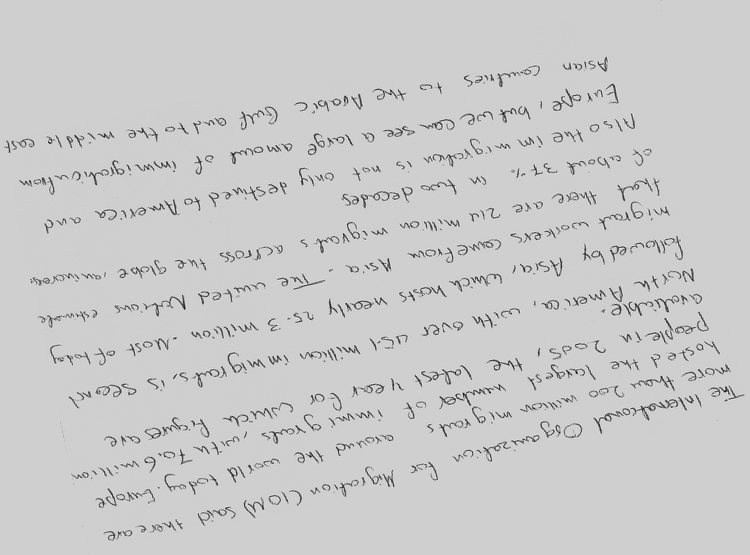 The International Organization for Migration (IOM) said there are
more than 200 million migrants around the world today. Europe
hosted the largest number of immigrants, with 70.6 million
people in 2005, the latest year for which figures are
available.
North America, with over 45.1 million immigrants, is second
followed by Asia, which hosts nearly 25.3 million. Most of today
migrant workers come from Asia. The united Nations estimate
that there are 214 million migrants across the globe, an increase
of about 37% in two decades
Also the immigration is not only destined to America and
Europe, but we can see a large amount of immigration from
Asian countries to the Arabic Gulf and to the middle east